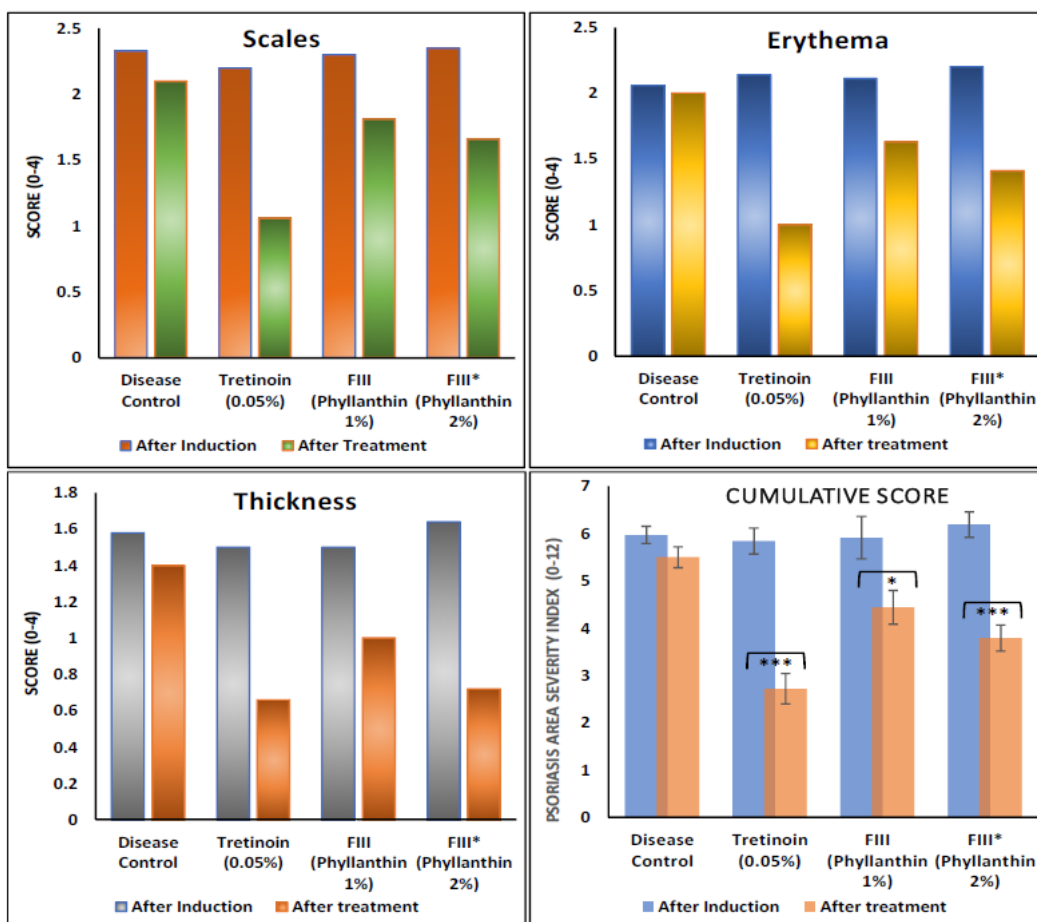 Scales
SCORE (0-4)
2.5
2
1.5
1
0.5
0
Disease Control
Tretinoin (0.05%)
FIII (Phyllanthin 1%)
FIII* (Phyllanthin 2%)
After Induction
After Treatment
Erythema
SCORE (0-4)
2.5
2
1.5
1
0.5
0
Disease Control
Tretinoin (0.05%)
FIII (Phyllanthin 1%)
FIII* (Phyllanthin 2%)
After Induction
After treatment
Thickness
SCORE (0-4)
1.8
1.6
1.4
1.2
1
0.8
0.6
0.4
0.2
0
Disease Control
Tretinoin (0.05%)
FIII (Phyllanthin 1%)
FIII* (Phyllanthin 2%)
After Induction
After treatment
CUMULATIVE SCORE
PSORIASIS AREA SEVERITY INDEX (0-12)
7
6
5
4
3
2
1
0
***
*
***
Disease Control
Tretinoin (0.05%)
FIII (Phyllanthin 1%)
FIII* (Phyllanthin 2%)
After Induction
After treatment